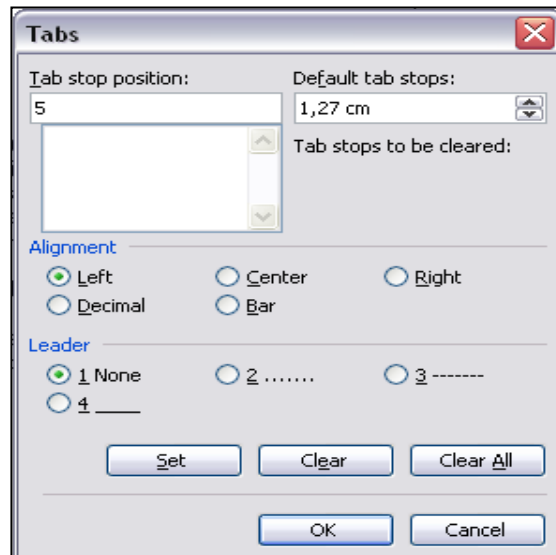 Tabs
Tab stop position:
Default tab stops:
5
1,27 cm
Tab stops to be cleared:
Alignment
Left
Center
Right
Decimal
Bar
Leader
1 None
2 .......
3 -------
4 ____
Set
Clear
Clear All
OK
Cancel